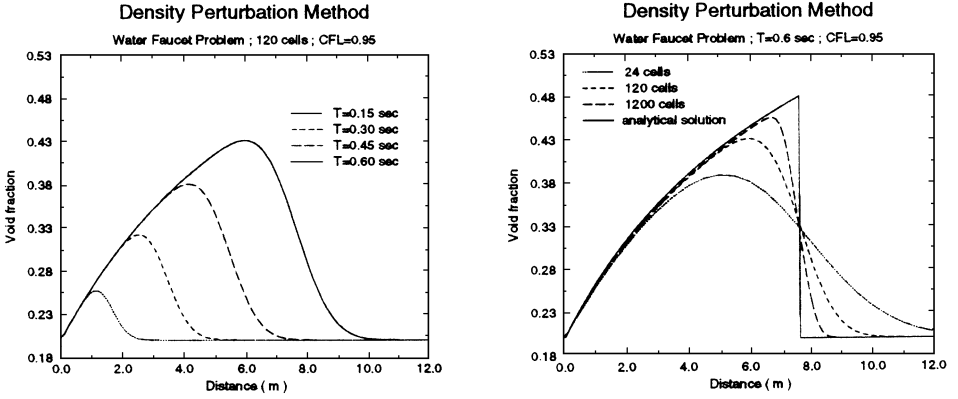 Density Perturbation Method
Water Faucet Problem ; 120 cells ; CFL=0.95
0.53
0.48
0.43
0.38
0.33
0.28
0.23
0.18
Void fraction
T=0.15 sec
T=0.30 sec
T=0.45 sec
T=0.60 sec
0.0 2.0 4.0 6.0 8.0 10.0 12.0
Distance ( m )
Density Perturbation Method
Water Faucet Problem ; T=0.6 sec ; CFL=0.95
0.53
0.48
0.43
0.38
0.33
0.28
0.23
0.18
Void fraction
24 cells
120 cells
1200 cells
analytical solution
0.0 2.0 4.0 6.0 8.0 10.0 12.0
Distance ( m )